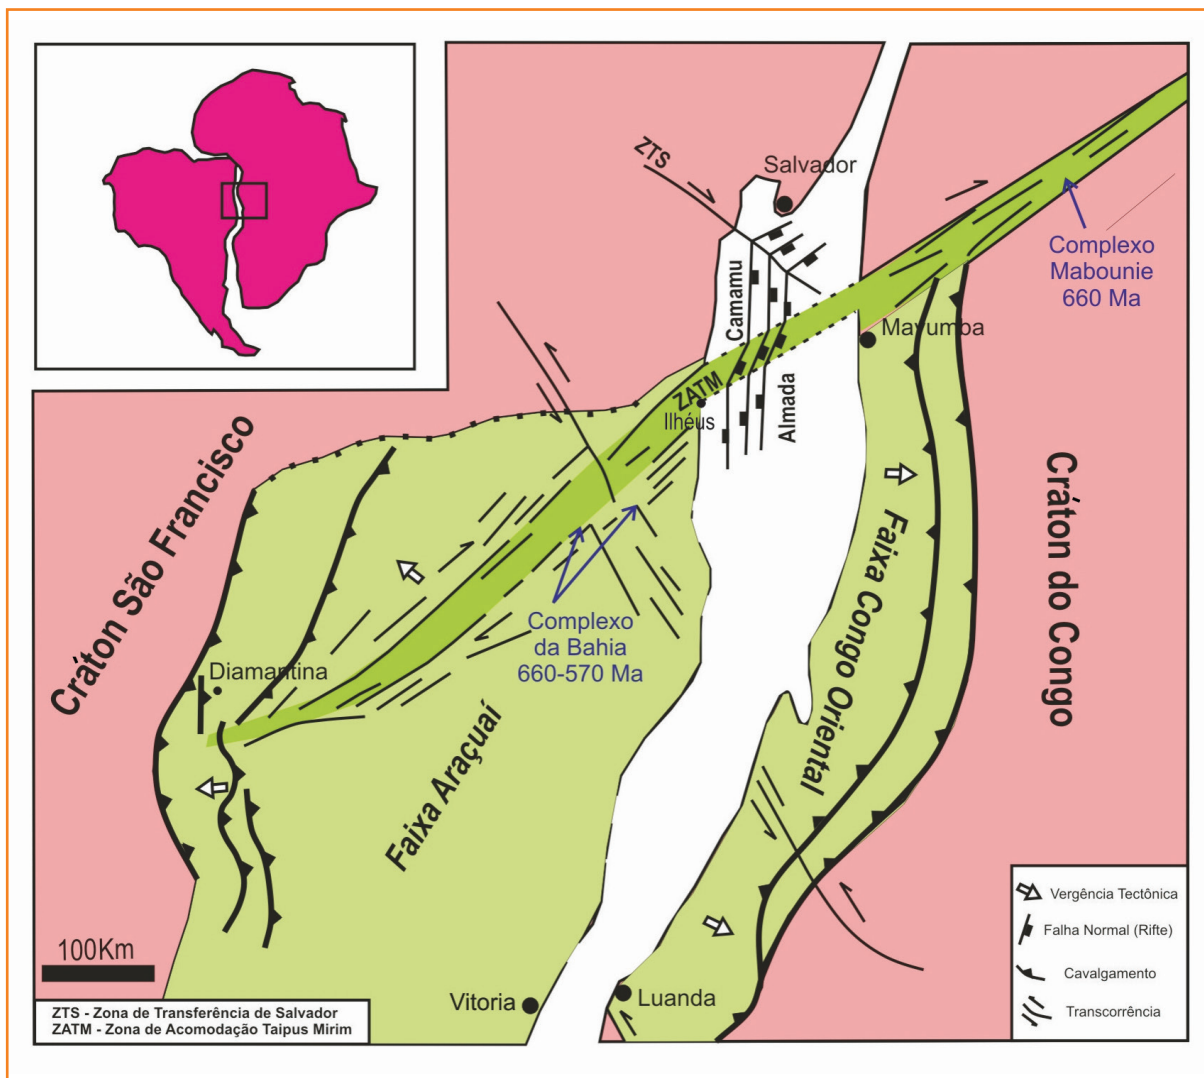 ZTS
Salvador
Complexo
Mabounie
660 Ma
Camamu
Mayumba
ZATM
Almada
Ilhéus
Cráton São Francisco
Cráton do Congo
Faixa Congo Oriental
Complexo
da Bahia
660-570 Ma
Diamantina
Faixa Araçuaí
Vergência Tectônica
Falha Normal (Rifte)
Cavalgamento
Transcorrência
100Km
Vitoria
Luanda
ZTS - Zona de Transferência de Salvador
ZATM - Zona de Acomodação Taipus Mirim